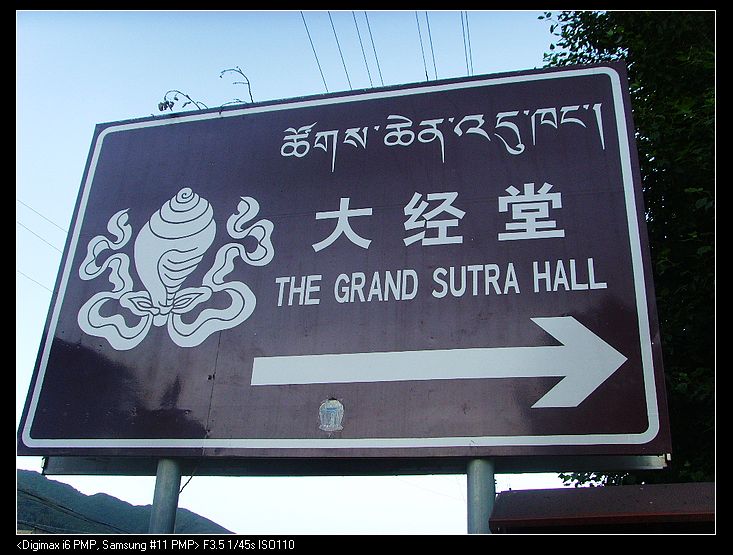 ཚོགས་ཆེན་འདུ་ཁང་།
大经堂
THE GRAND SUTRA HALL
<Digimax i6 PMP, Samsung #11 PMP> F3.5 1/45s ISO110